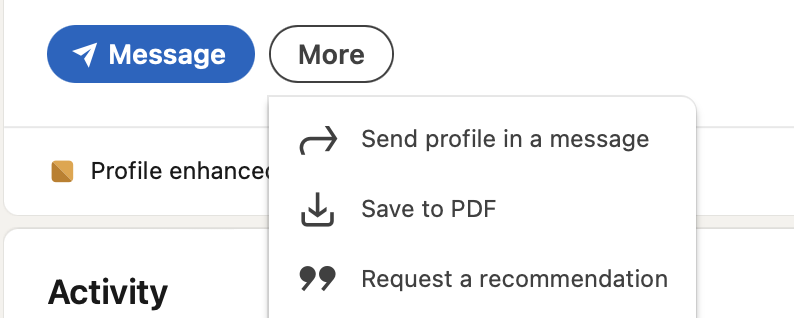 Message More
Send profile in a message
Profile enhanced
Save to PDF
Activity
Request a recommendation